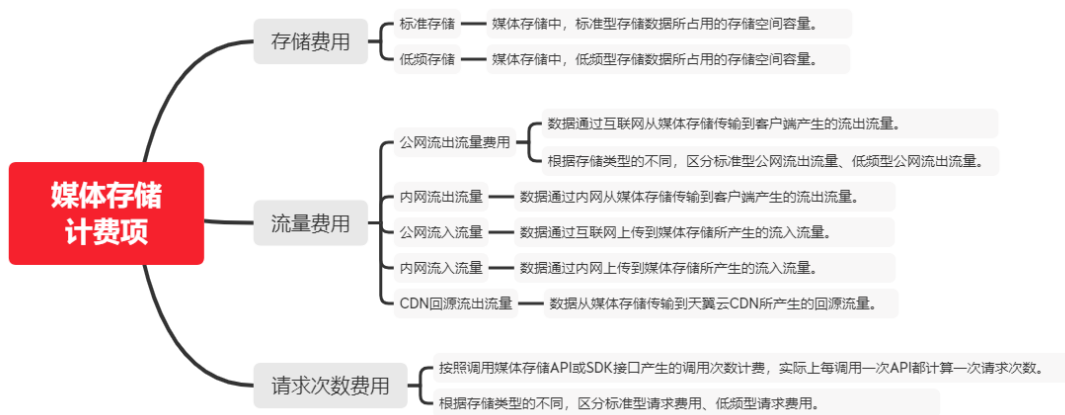 媒体存储
计费项
存储费用
标准存储
媒体存储中，标准型存储数据所占用的存储空间容量。
低频存储
媒体存储中，低频型存储数据所占用的存储空间容量。
流量费用
公网流出流量费用
数据通过互联网从媒体存储传输到客户端产生的流出流量。
根据存储类型的不同，区分标准型公网流出流量、低频型公网流出流量。
内网流出流量
数据通过内网从媒体存储传输到客户端产生的流出流量。
公网流入流量
数据通过互联网上传到媒体存储所产生的流入流量。
内网流入流量
数据通过内网上传到媒体存储所产生的流入流量。
CDN回源流出流量
数据从媒体存储传输到天翼云CDN所产生的回源流量。
请求次数费用
按照调用媒体存储API或SDK接口产生的调用次数计费，实际上每调用一次API都计算一次请求次数。
根据存储类型的不同，区分标准型请求费用、低频型请求费用。